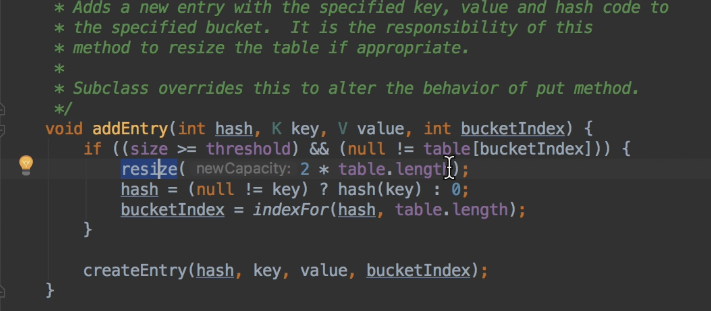 * Adds a new entry with the specified key, value and hash code to
* the specified bucket.  It is the responsibility of this
* method to resize the table if appropriate.
*
* Subclass overrides this to alter the behavior of put method.
*/
void addEntry(int hash, K key, V value, int bucketIndex) {
if ((size >= threshold) && (null != table[bucketIndex])) {
resize( newCapacity: 2 * table.length);
hash = (null != key) ? hash(key) : 0;
bucketIndex = indexFor(hash, table.length);
}
createEntry(hash, key, value, bucketIndex);
}